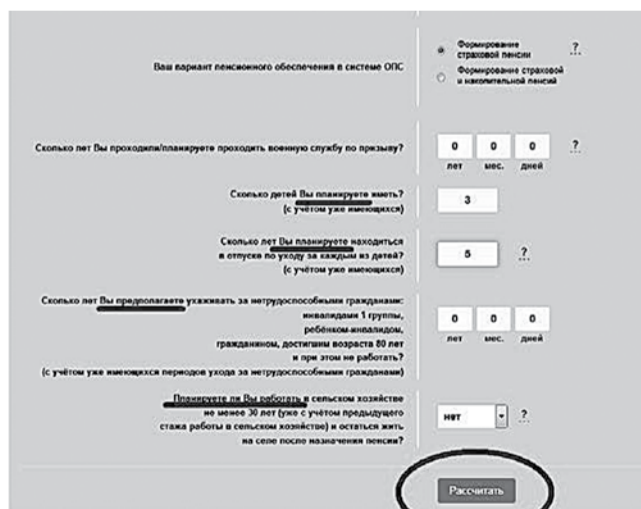 Формирование
страховой пенсии
?
Ваш вариант пенсионного обеспечения в системе ОПС
Формирование страховой
и накопительной пенсий
Сколько лет Вы проходили/планируете проходить военную службу по призыву?
0 0 0 ?
лет мес. дней
Сколько детей Вы планируете иметь?
(с учётом уже имеющихся)
3
Сколько лет Вы планируете находиться
в отпуске по уходу за каждым из детей?
(с учётом уже имеющихся)
5 ?
Сколько лет Вы предполагаете ухаживать за нетрудоспособными гражданами:
инвалидами 1 группы,
ребёнком-инвалидом,
гражданином, достигшим возраста 80 лет
и при этом не работать?
(с учётом уже имеющихся периодов ухода за нетрудоспособными гражданами)
0 0 0
лет мес. дней
Планируете ли Вы работать в сельском хозяйстве
не менее 30 лет (уже с учётом предыдущего
стажа работы в сельском хозяйстве) и остаться жить
на селе после назначения пенсии?
нет ?
Рассчитать